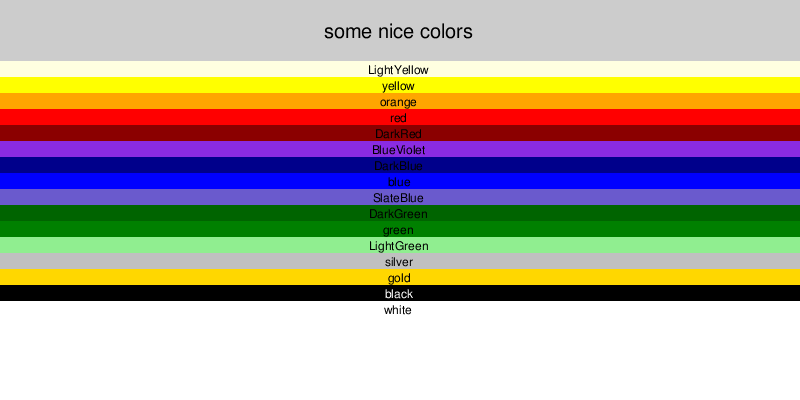 some nice colors
LightYellow
yellow
orange
red
DarkRed
BlueViolet
DarkBlue
blue
SlateBlue
DarkGreen
green
LightGreen
silver
gold
black
white